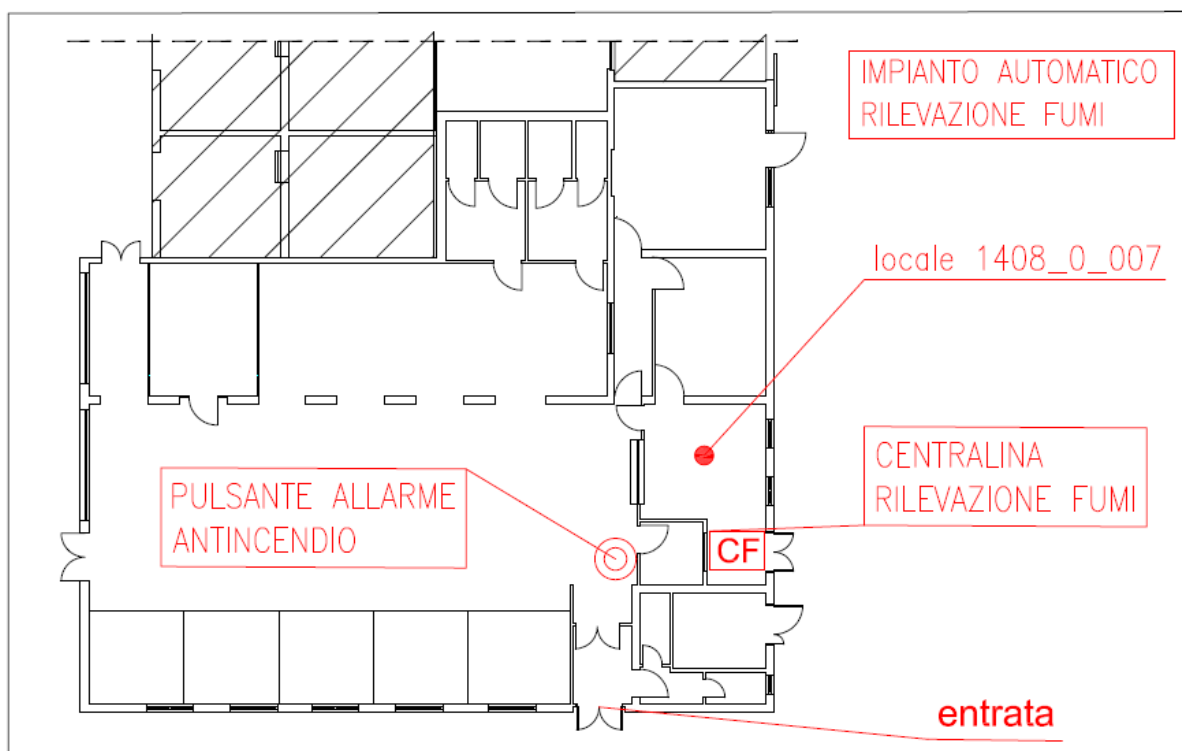 IMPIANTO AUTOMATICO
RILEVAZIONE FUMI
locale 1408_0_007
CENTRALINA
RILEVAZIONE FUMI
PULSANTE ALLARME
ANTINCENDIO
CF
entrata